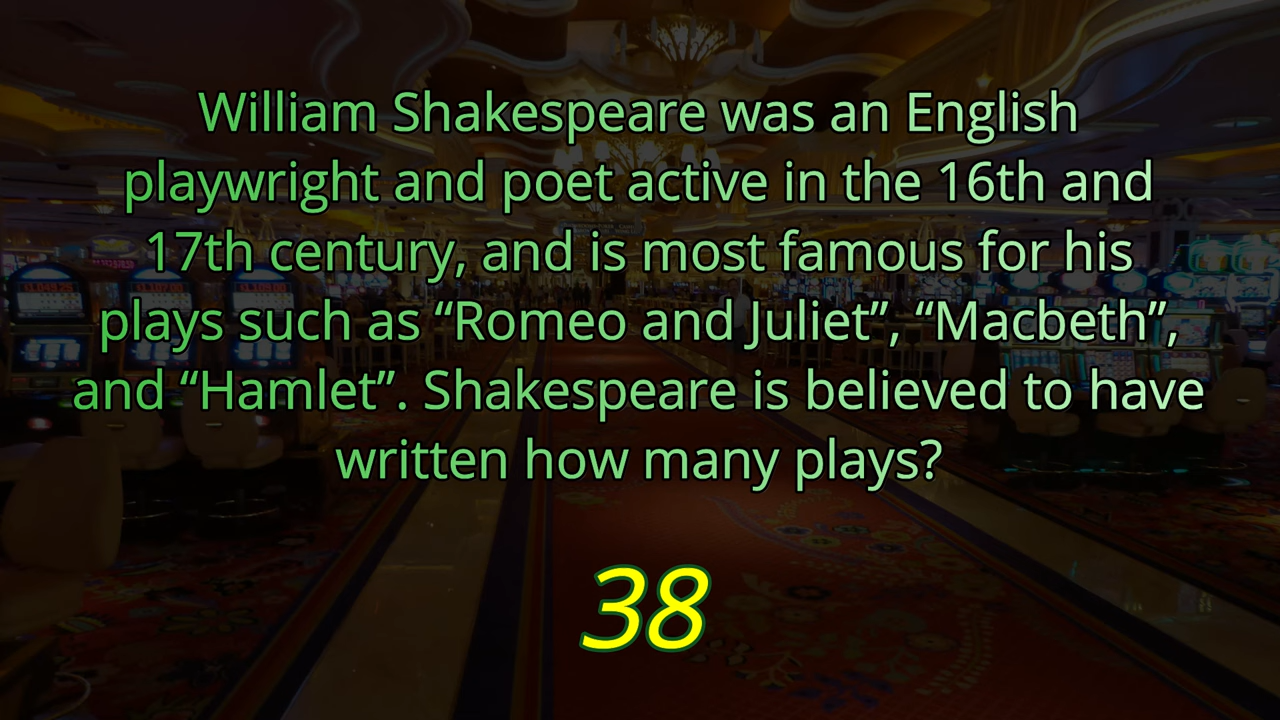 William Shakespeare was an English
playwright and poet active in the 16th and
17th century, and is most famous for his
plays such as “Romeo and Juliet”, “Macbeth”,
and “Hamlet”. Shakespeare is believed to have
written how many plays?
38